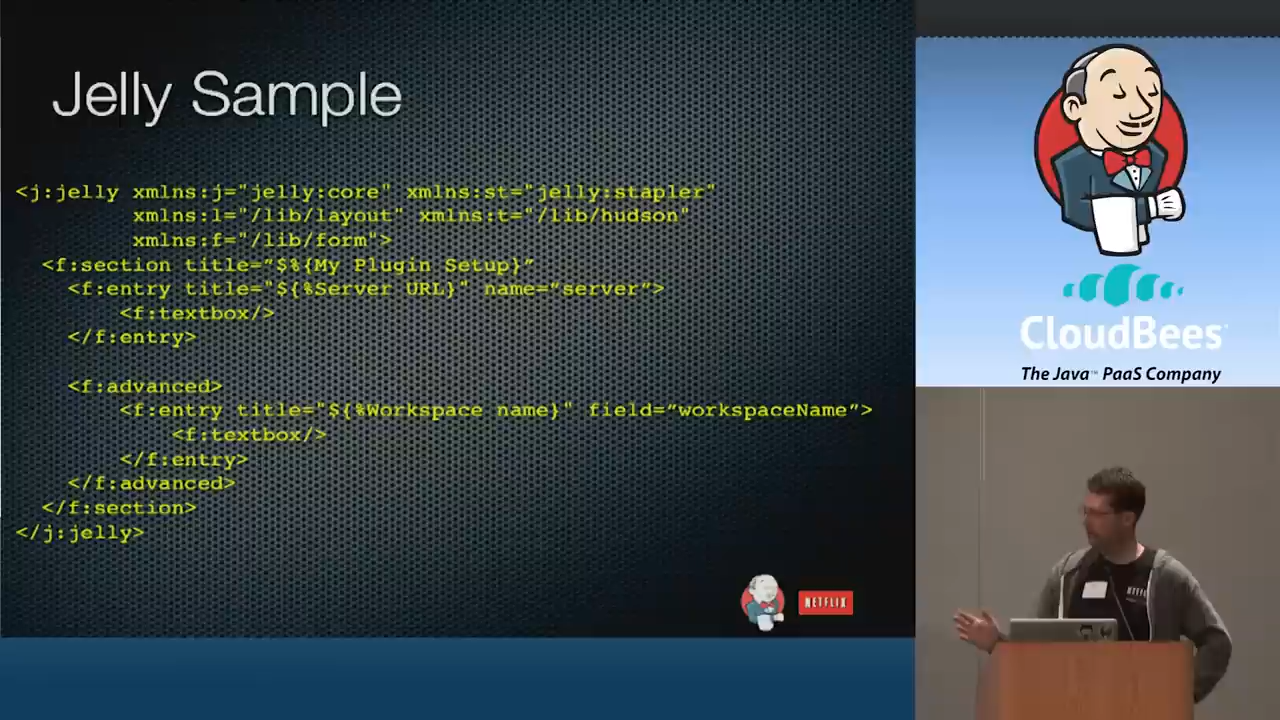 Jelly Sample
<j:jelly xmlns:j="jelly:core" xmlns:st="jelly:stapler"
xmlns:l="/lib/layout" xmlns:t="/lib/hudson"
xmlns:f="/lib/form">
<f:section title=”$%{My Plugin Setup}”
<f:entry title="${%Server URL}" name=”server”>
<f:textbox/>
</f:entry>
<f:advanced>
<f:entry title="${%Workspace name}" field=”workspaceName”>
<f:textbox/>
</f:entry>
</f:advanced>
</f:section>
</j:jelly>
NETFLIX
CloudBees
The Java™ PaaS Company